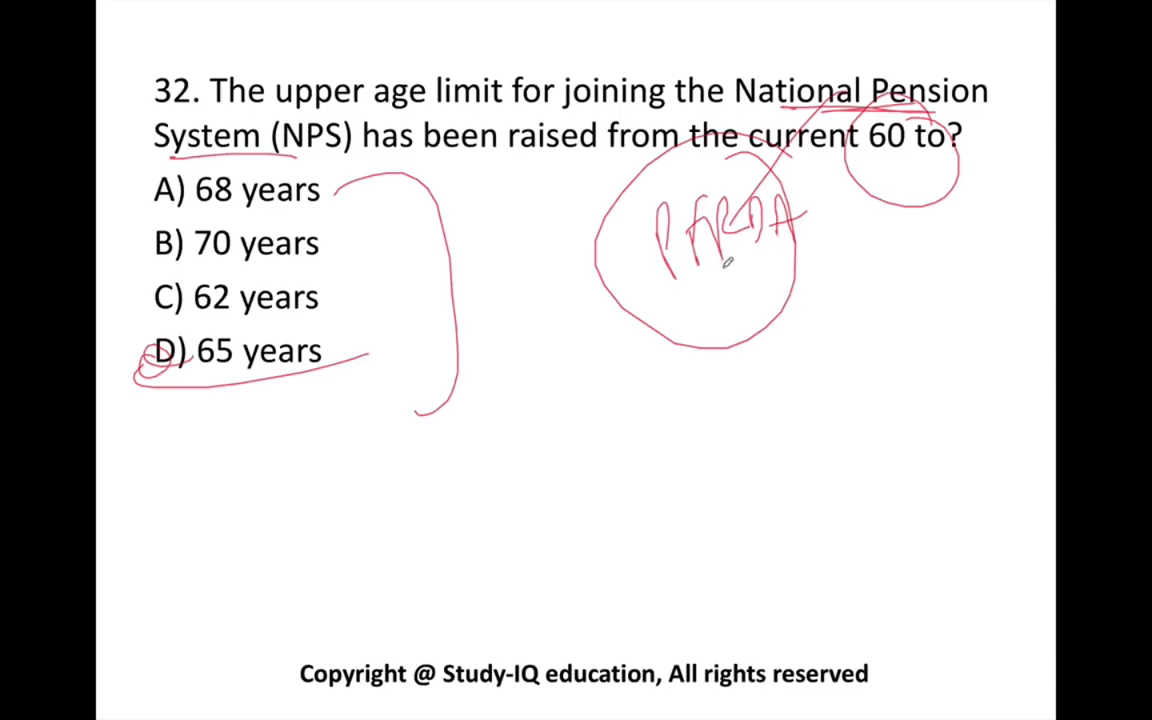 32. The upper age limit for joining the National Pension
System (NPS) has been raised from the current 60 to?
A) 68 years
PFRDA
B) 70 years
C) 62 years
D) 65 years
Copyright @ Study-IQ education, All rights reserved